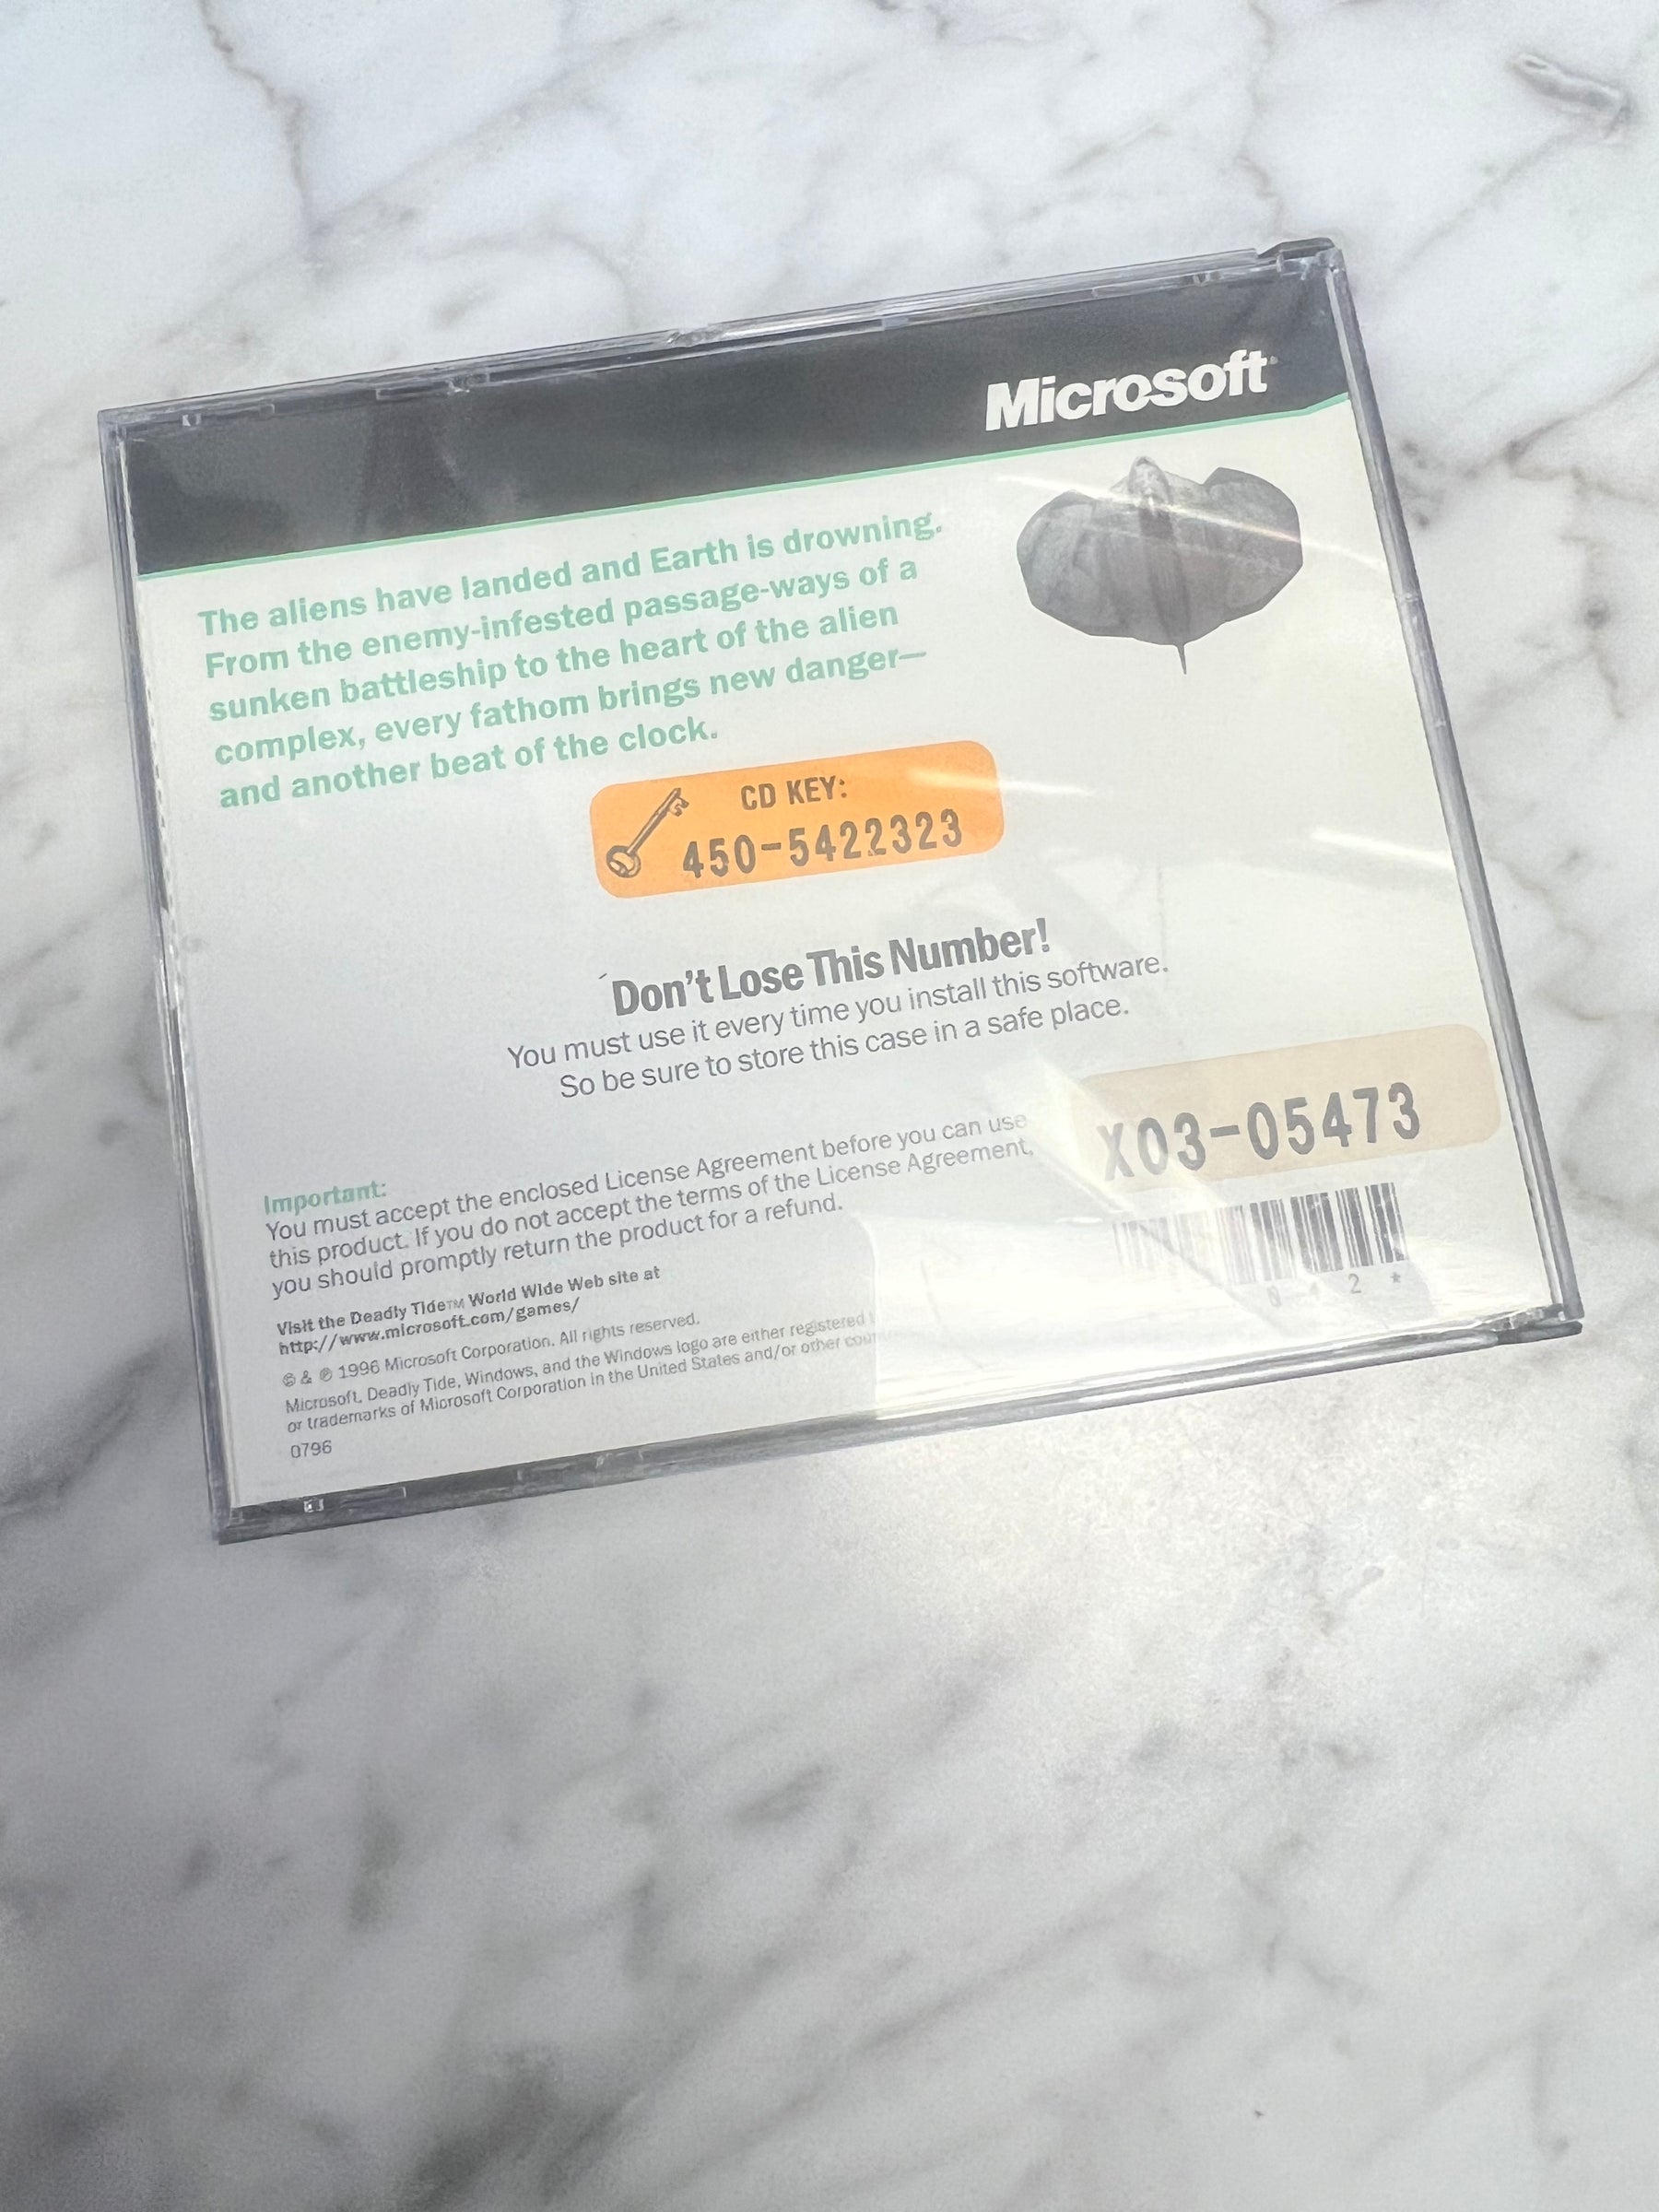 Microsoft
The aliens have landed and Earth is drowning.
From the enemy-infested passage-ways of a
sunken battleship to the heart of the alien
complex, every fathom brings new danger—
and another beat of the clock.
CD KEY:
450-5422323
Don't Lose This Number!
You must use it every time you install this software.
So be sure to store this case in a safe place.
X03-05473
Important:
You must accept the enclosed License Agreement before you can use
this product. If you do not accept the terms of the License Agreement,
you should promptly return the product for a refund.
2 *
Visit the Deadly Tide™ World Wide Web site at
http://www.microsoft.com/games/
© & ℗ 1996 Microsoft Corporation. All rights reserved.
Microsoft, Deadly Tide, Windows, and the Windows logo are either registered
or trademarks of Microsoft Corporation in the United States and/or other
0796